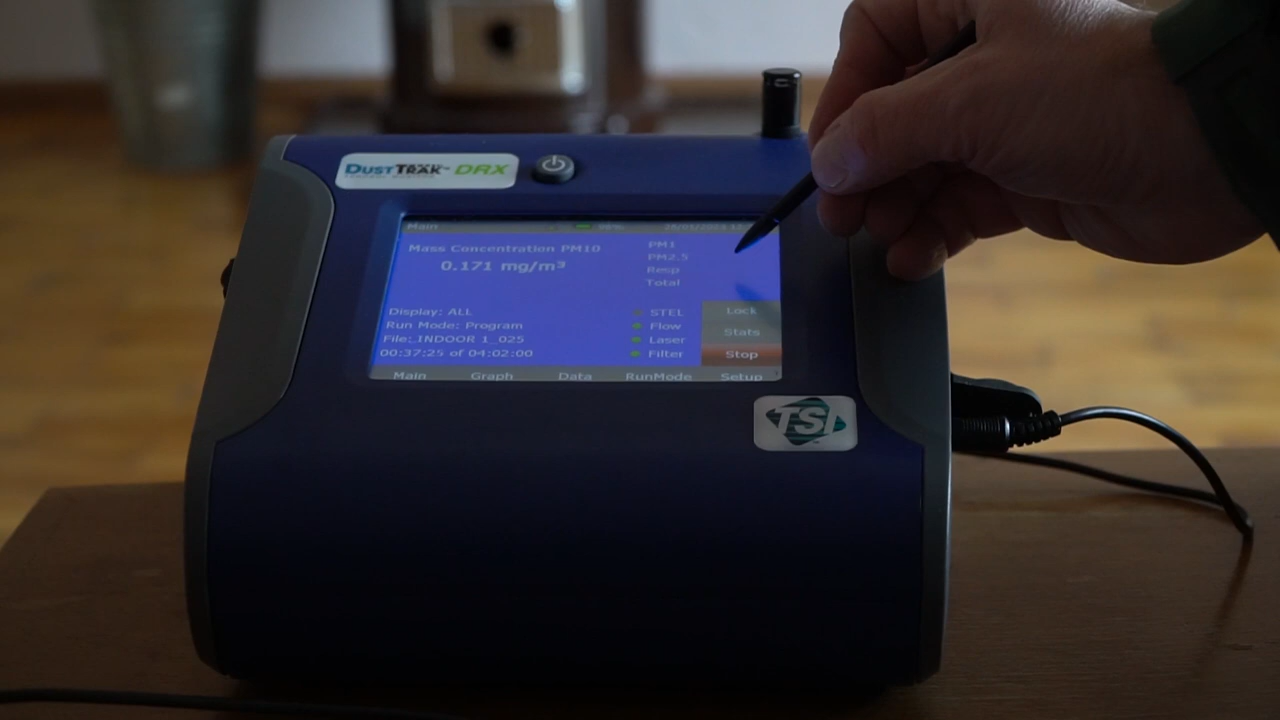 DUSTTRAK™ DRX
Main
Mass Concentration PM10
0.171 mg/m³
PM1
PM2.5
Resp
Total
Display: ALL
Run Mode: Program
File:_INDOOR 1_025
00:37:25 of 04:02:00
STEL
Flow
Laser
Filter
Lock
Stats
Stop
Main Graph Data RunMode Setup
TSI